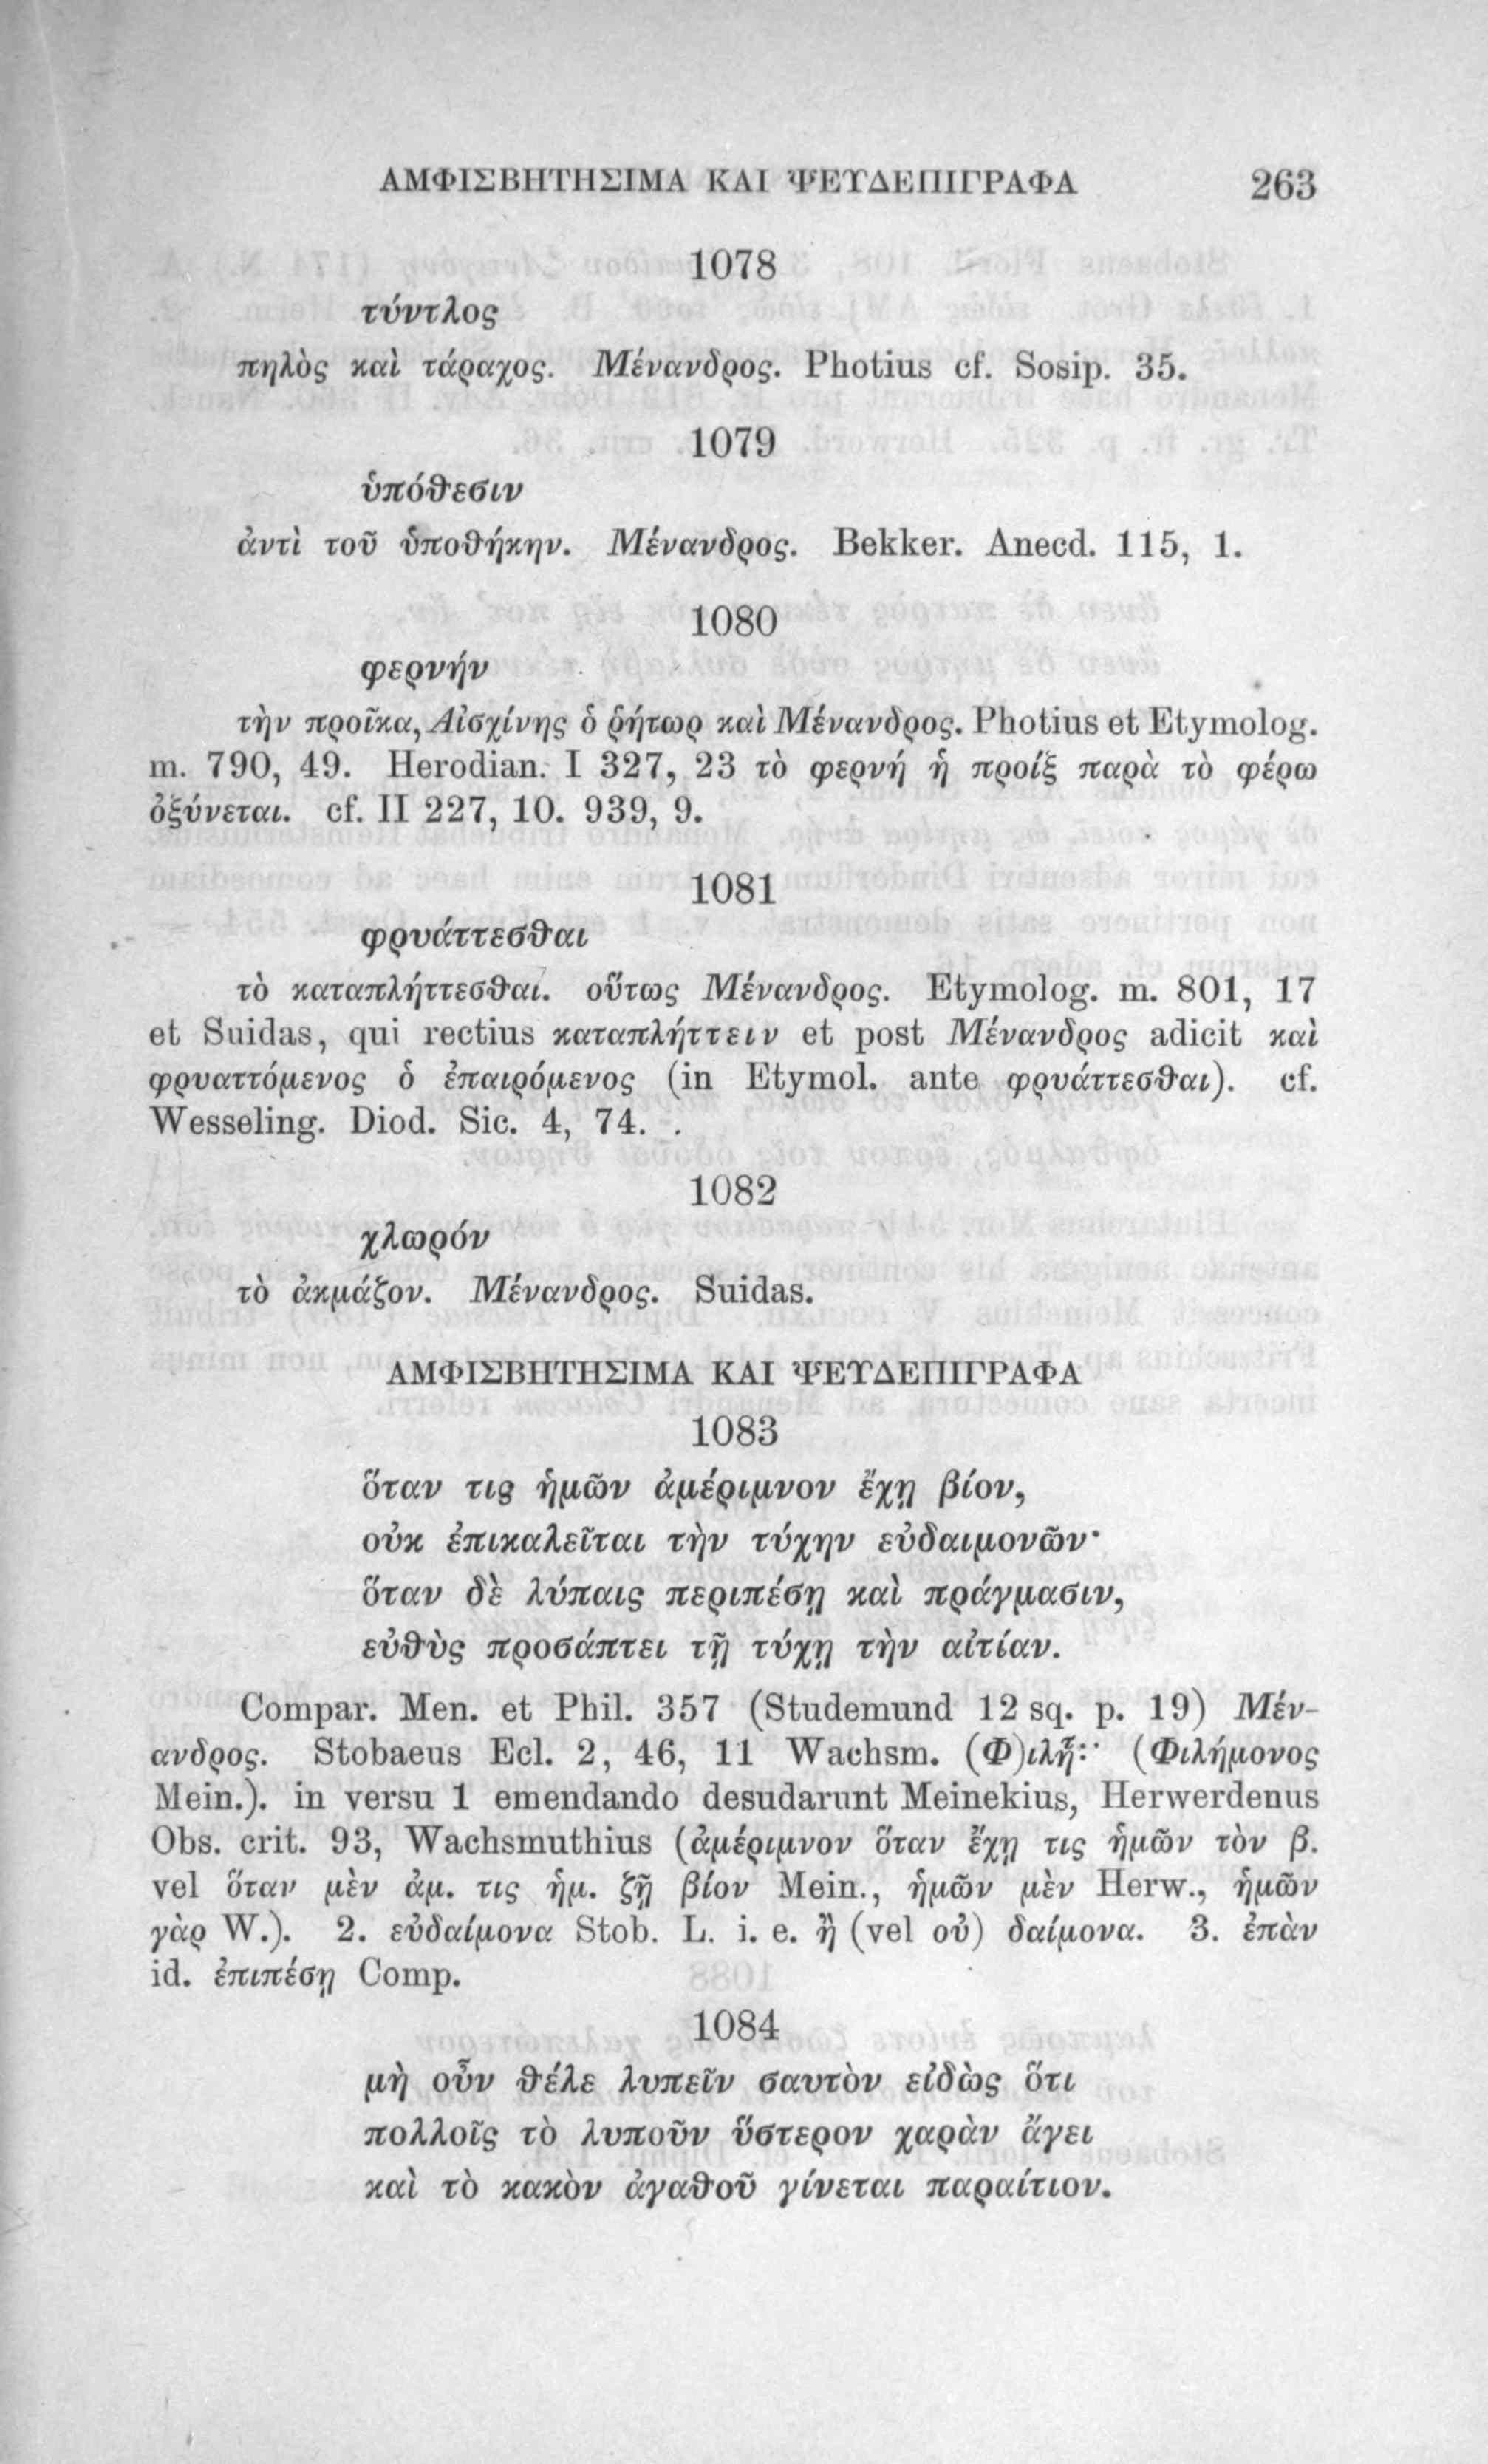 ΑΜΦΙΣΒΗΤΗΣΙΜΑ ΚΑΙ ΨΕΥΔΕΠΙΓΡΑΦΑ 263
1078
τύντλος
πηλὸς καὶ τάραχος. Μένανδρος. Photius cf. Sosip. 35.
1079
ὑπόθεσιν
ἀντὶ τοῦ ὑποθήκην. Μένανδρος. Bekker. Anecd. 115, 1.
1080
φερνήν
τὴν προῖκα, Αἰσχίνης ὁ ῥήτωρ καὶ Μένανδρος. Photius et Etymolog.
m. 790, 49. Herodian. I 327, 23 τὸ φερνή ἡ προίξ παρὰ τὸ φέρω
ὀξύνεται. cf. II 227, 10. 939, 9.
1081
φρυάττεσθαι
τὸ καταπλήττεσθαι. οὕτως Μένανδρος. Etymolog. m. 801, 17
et Suidas, qui rectius καταπλήττειν et post Μένανδρος adicit καὶ
φρυαττόμενος ὁ ἐπαιρόμενος (in Etymol. ante φρυάττεσθαι). cf.
Wesseling. Diod. Sic. 4, 74.
1082
χλωρόν
τὸ ἀκμάζον. Μένανδρος. Suidas.
ΑΜΦΙΣΒΗΤΗΣΙΜΑ ΚΑΙ ΨΕΥΔΕΠΙΓΡΑΦΑ
1083
ὅταν τις ἡμῶν ἀμέριμνον ἔχῃ βίον,
οὐκ ἐπικαλεῖται τὴν τύχην εὐδαιμονῶν·
ὅταν δὲ λύπαις περιπέσῃ καὶ πράγμασιν,
εὐθὺς προσάπτει τῇ τύχῃ τὴν αἰτίαν.
Compar. Men. et Phil. 357 (Studemund 12 sq. p. 19) Μέν-
ανδρος. Stobaeus Ecl. 2, 46, 11 Wachsm. (Φ)ιλῆ:· (Φιλήμονος
Mein.). in versu 1 emendando desudarunt Meinekius, Herwerdenus
Obs. crit. 93, Wachsmuthius (ἀμέριμνον ὅταν ἔχῃ τις ἡμῶν τὸν β.
vel ὅταν μὲν ἀμ. τις ἡμ. ζῇ βίον Mein., ἡμῶν μὲν Herw., ἡμῶν
γὰρ W.). 2. εὐδαίμονα Stob. L. i. e. ἢ (vel οὐ) δαίμονα. 3. ἐπὰν
id. ἐπιπέσῃ Comp.
1084
μὴ οὖν θέλε λυπεῖν σαυτὸν εἰδὼς ὅτι
πολλοῖς τὸ λυποῦν ὕστερον χαρὰν ἄγει
καὶ τὸ κακὸν ἀγαθοῦ γίνεται παραίτιον.